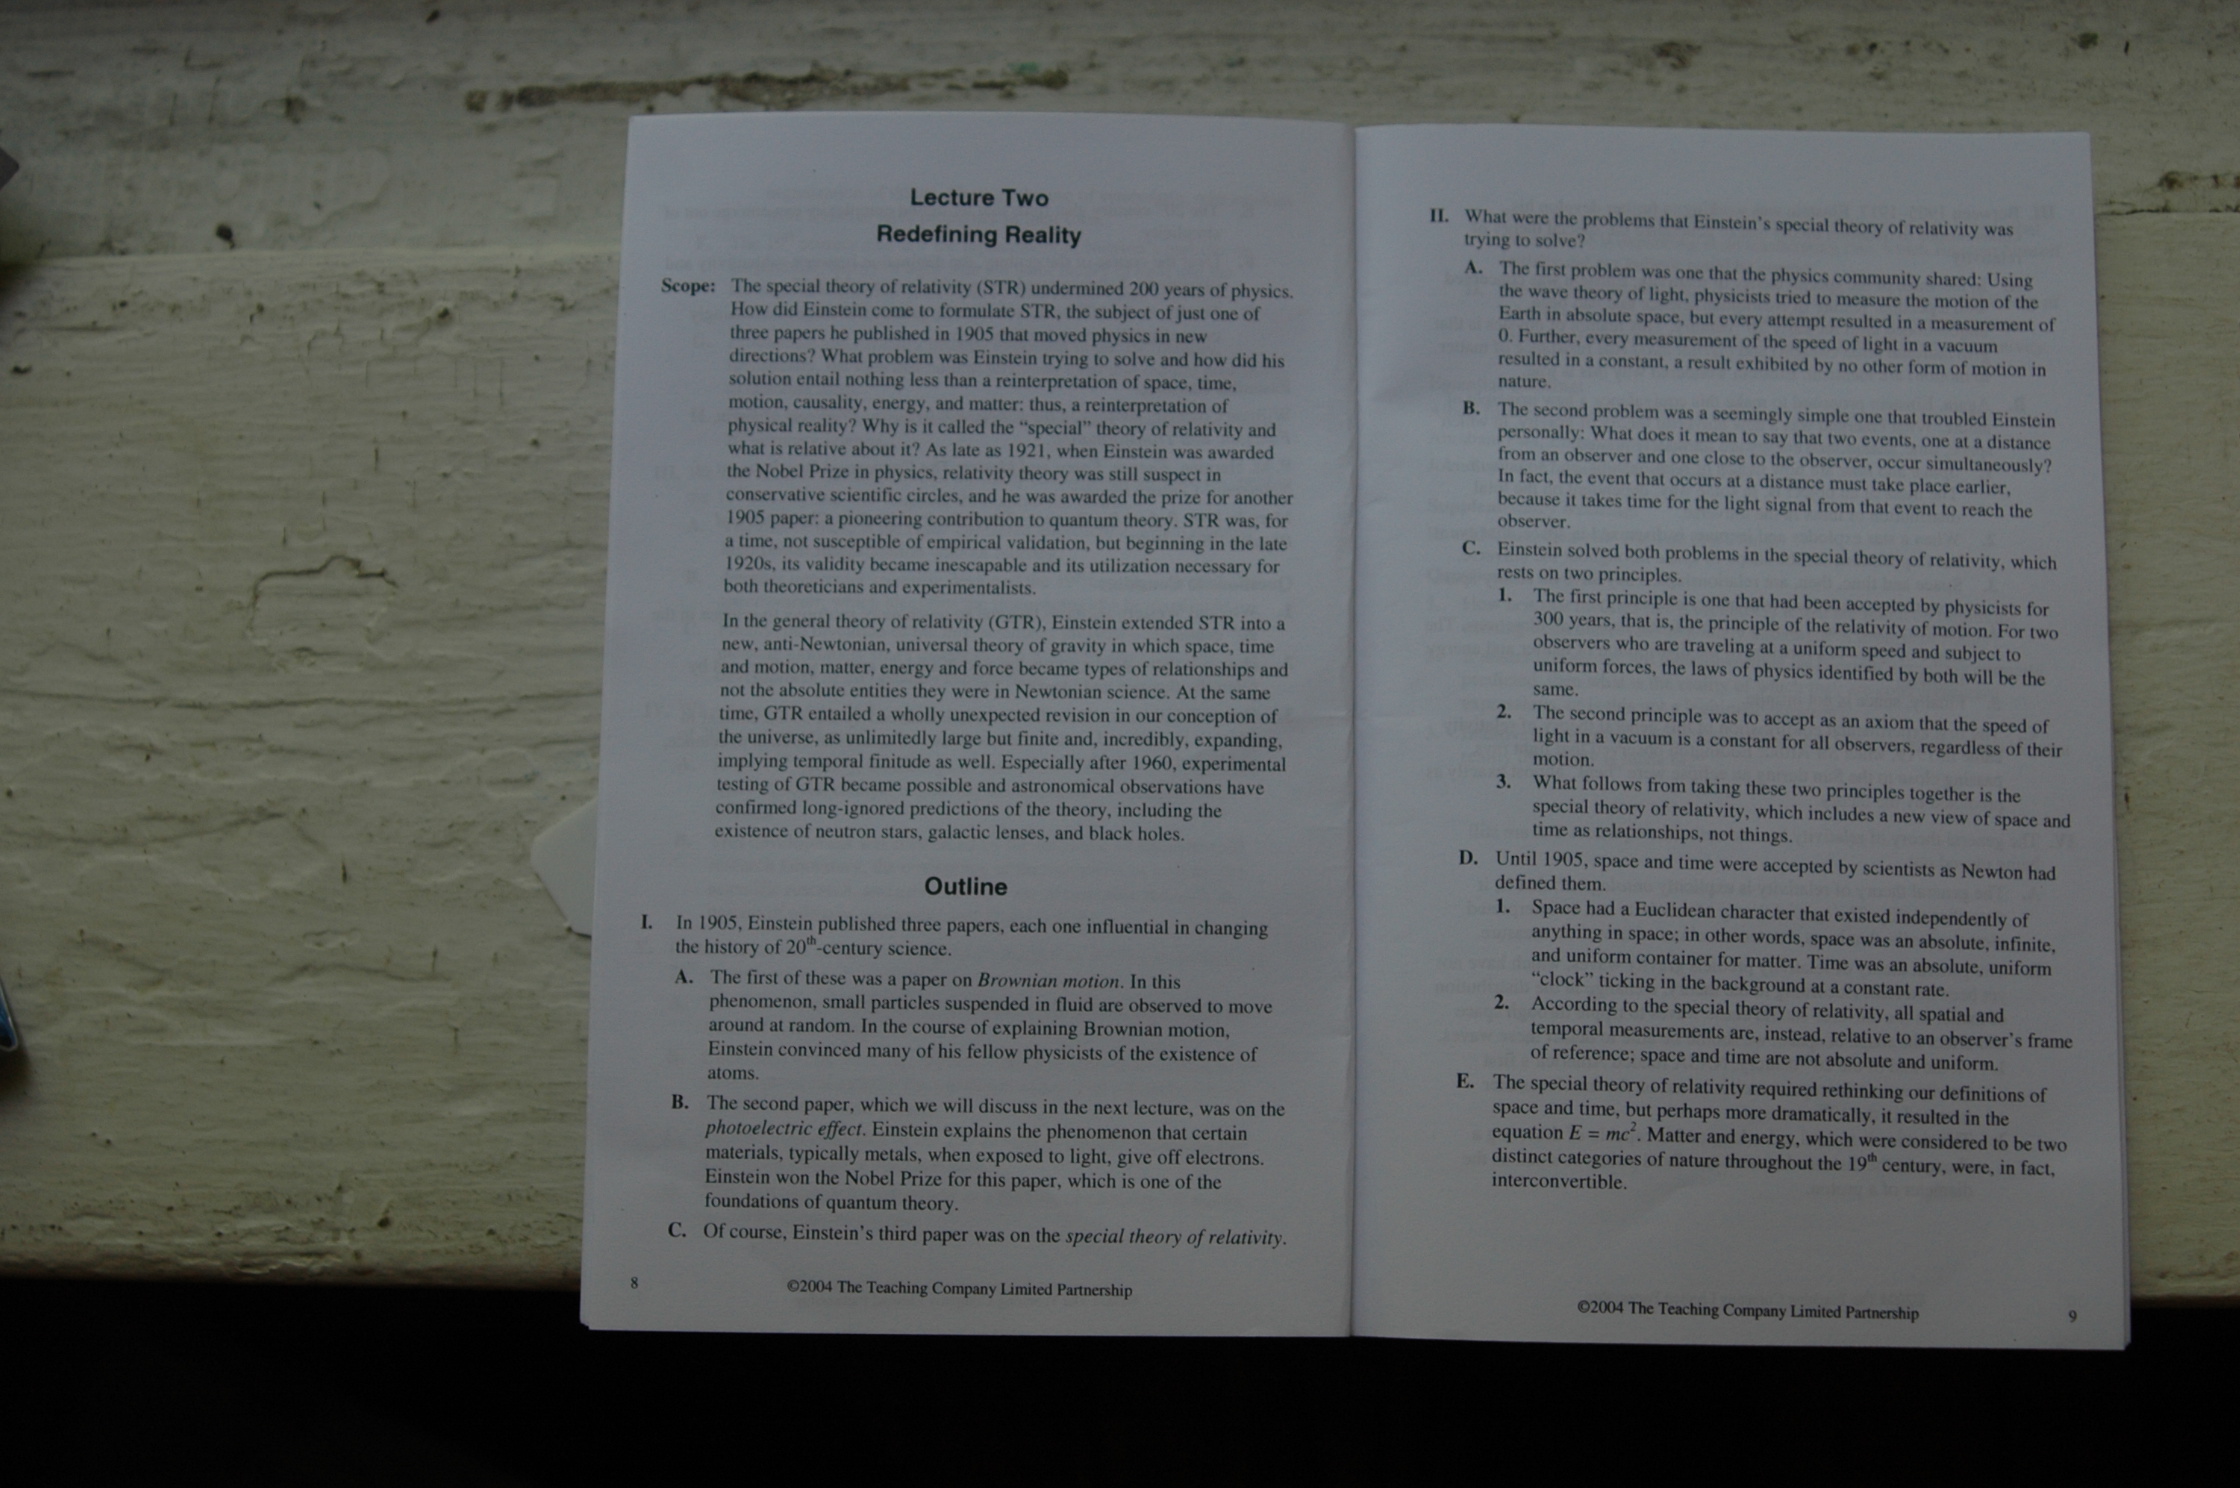 Lecture Two
Redefining Reality
Scope: The special theory of relativity (STR) undermined 200 years of physics.
How did Einstein come to formulate STR, the subject of just one of
three papers he published in 1905 that moved physics in new
directions? What problem was Einstein trying to solve and how did his
solution entail nothing less than a reinterpretation of space, time,
motion, causality, energy, and matter: thus, a reinterpretation of
physical reality? Why is it called the “special” theory of relativity and
what is relative about it? As late as 1921, when Einstein was awarded
the Nobel Prize in physics, relativity theory was still suspect in
conservative scientific circles, and he was awarded the prize for another
1905 paper: a pioneering contribution to quantum theory. STR was, for
a time, not susceptible of empirical validation, but beginning in the late
1920s, its validity became inescapable and its utilization necessary for
both theoreticians and experimentalists.
In the general theory of relativity (GTR), Einstein extended STR into a
new, anti-Newtonian, universal theory of gravity in which space, time
and motion, matter, energy and force became types of relationships and
not the absolute entities they were in Newtonian science. At the same
time, GTR entailed a wholly unexpected revision in our conception of
the universe, as unlimitedly large but finite and, incredibly, expanding,
implying temporal finitude as well. Especially after 1960, experimental
testing of GTR became possible and astronomical observations have
confirmed long-ignored predictions of the theory, including the
existence of neutron stars, galactic lenses, and black holes.
Outline
I. In 1905, Einstein published three papers, each one influential in changing
the history of 20th-century science.
A. The first of these was a paper on Brownian motion. In this
phenomenon, small particles suspended in fluid are observed to move
around at random. In the course of explaining Brownian motion,
Einstein convinced many of his fellow physicists of the existence of
atoms.
B. The second paper, which we will discuss in the next lecture, was on the
photoelectric effect. Einstein explains the phenomenon that certain
materials, typically metals, when exposed to light, give off electrons.
Einstein won the Nobel Prize for this paper, which is one of the
foundations of quantum theory.
C. Of course, Einstein’s third paper was on the special theory of relativity.
8 ©2004 The Teaching Company Limited Partnership
II. What were the problems that Einstein’s special theory of relativity was
trying to solve?
A. The first problem was one that the physics community shared: Using
the wave theory of light, physicists tried to measure the motion of the
Earth in absolute space, but every attempt resulted in a measurement of
0. Further, every measurement of the speed of light in a vacuum
resulted in a constant, a result exhibited by no other form of motion in
nature.
B. The second problem was a seemingly simple one that troubled Einstein
personally: What does it mean to say that two events, one at a distance
from an observer and one close to the observer, occur simultaneously?
In fact, the event that occurs at a distance must take place earlier,
because it takes time for the light signal from that event to reach the
observer.
C. Einstein solved both problems in the special theory of relativity, which
rests on two principles.
1. The first principle is one that had been accepted by physicists for
300 years, that is, the principle of the relativity of motion. For two
observers who are traveling at a uniform speed and subject to
uniform forces, the laws of physics identified by both will be the
same.
2. The second principle was to accept as an axiom that the speed of
light in a vacuum is a constant for all observers, regardless of their
motion.
3. What follows from taking these two principles together is the
special theory of relativity, which includes a new view of space and
time as relationships, not things.
D. Until 1905, space and time were accepted by scientists as Newton had
defined them.
1. Space had a Euclidean character that existed independently of
anything in space; in other words, space was an absolute, infinite,
and uniform container for matter. Time was an absolute, uniform
“clock” ticking in the background at a constant rate.
2. According to the special theory of relativity, all spatial and
temporal measurements are, instead, relative to an observer’s frame
of reference; space and time are not absolute and uniform.
E. The special theory of relativity required rethinking our definitions of
space and time, but perhaps more dramatically, it resulted in the
equation E = mc². Matter and energy, which were considered to be two
distinct categories of nature throughout the 19th century, were, in fact,
interconvertible.
©2004 The Teaching Company Limited Partnership 9